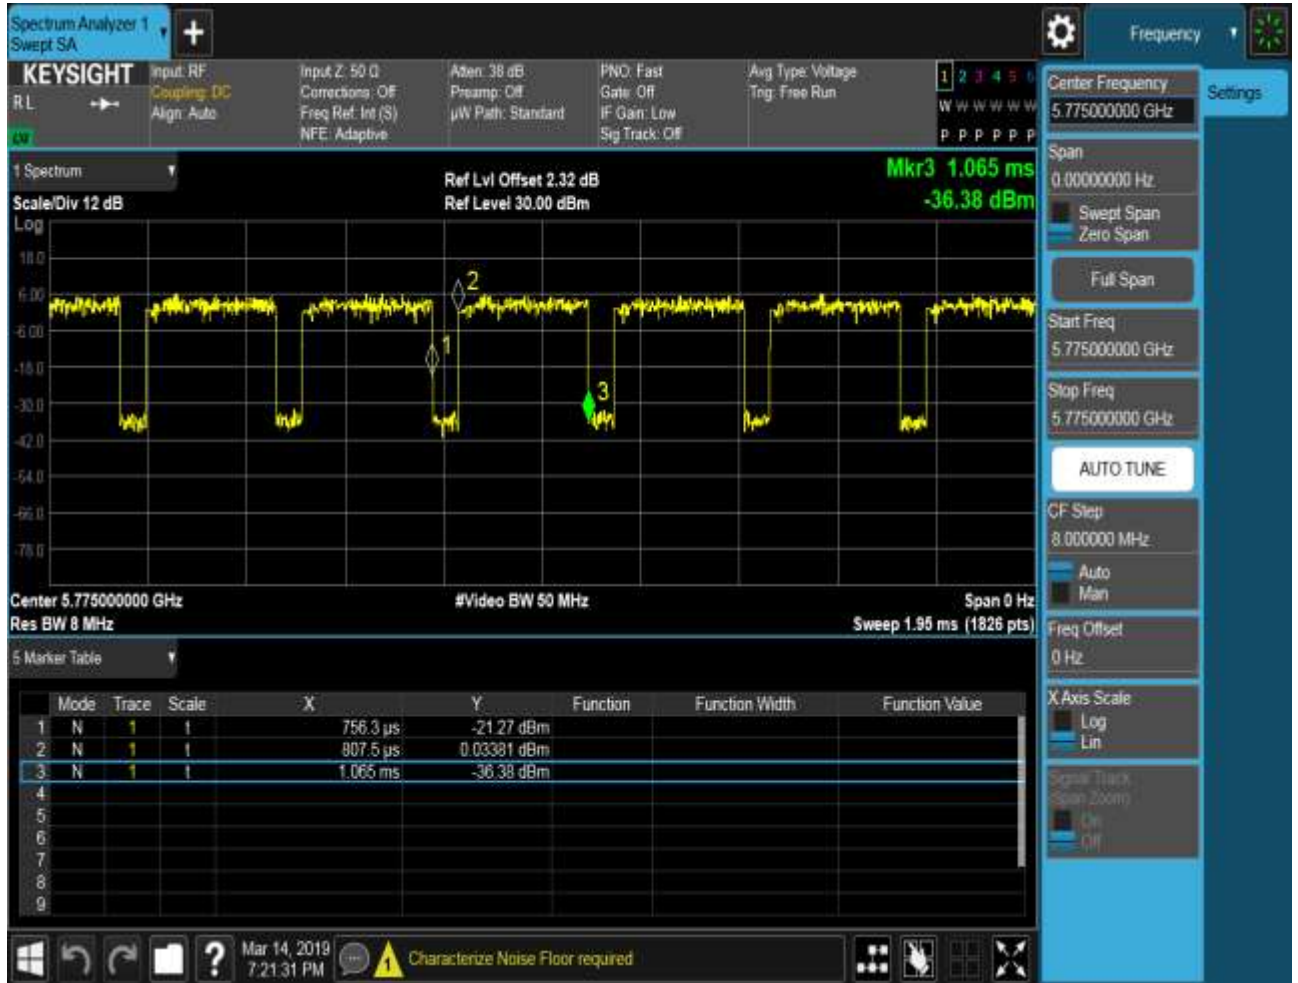 Spectrum Analyzer 1
Swept SA
+
Frequency
KEYSIGHT
RL
Input: RF
Coupling: DC
Align: Auto
Input Z: 50 Ω
Corrections: Off
Freq Ref: Int (S)
NFE: Adaptive
Atten: 38 dB
Preamp: Off
µW Path: Standard
PNO: Fast
Gate: Off
IF Gain: Low
Sig Track: Off
Avg Type: Voltage
Trig: Free Run
1 2 3 4 5 6
W W W W W W
P P P P P P
1 Spectrum
Scale/Div 12 dB
Ref Lvl Offset 2.32 dB
Ref Level 30.00 dBm
Mkr3 1.065 ms
-36.38 dBm
Log
18.0
6.00
-6.00
-18.0
-30.0
-42.0
-54.0
-66.0
-78.0
1
2
3
Center 5.775000000 GHz
Res BW 8 MHz
#Video BW 50 MHz
Span 0 Hz
Sweep 1.95 ms (1826 pts)
5 Marker Table
Mode Trace Scale X Y Function Function Width Function Value
1 N 1 t 756.3 µs -21.27 dBm
2 N 1 t 807.5 µs 0.03381 dBm
3 N 1 t 1.065 ms -36.38 dBm
4
5
6
7
8
9
Center Frequency
5.775000000 GHz
Settings
Span
0.00000000 Hz
Swept Span
Zero Span
Full Span
Start Freq
5.775000000 GHz
Stop Freq
5.775000000 GHz
AUTO TUNE
CF Step
8.000000 MHz
Auto
Man
Freq Offset
0 Hz
X Axis Scale
Log
Lin
Signal Track
(Span Zoom)
On
Off
?
Mar 14, 2019
7:21:31 PM
1
Characterize Noise Floor required